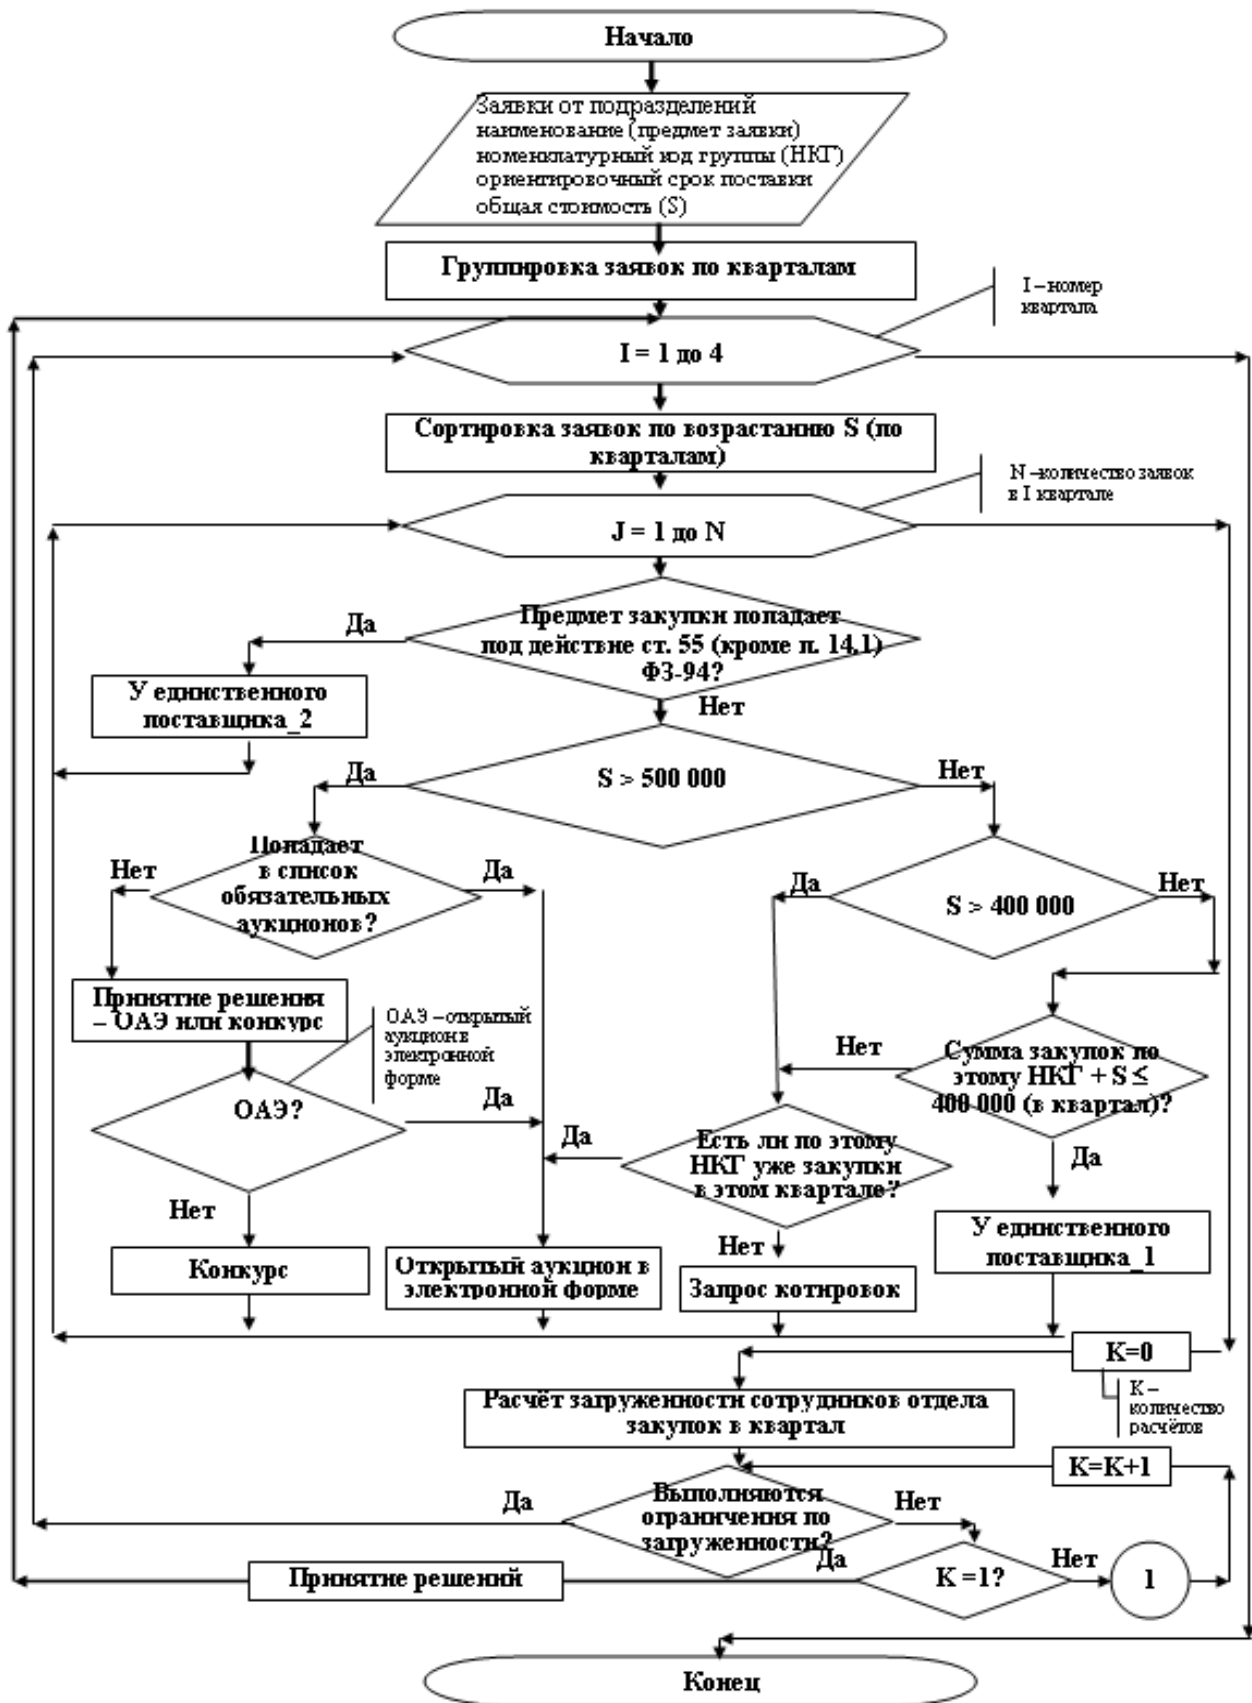 Начало
Заявки от подразделений
наименование (предмет заявки)
номенклатурный код группы (НКГ)
ориентировочный срок поставки
общая стоимость (S)
Группировка заявок по кварталам
I – номер
квартала
I = 1 до 4
Сортировка заявок по возрастанию S (по
кварталам)
N – количество заявок
в I квартале
J = 1 до N
Предмет закупки попадает
под действие ст. 55 (кроме п. 14,1)
ФЗ-94?
Да
Нет
У единственного
поставщика_2
S > 500 000
Да
Нет
Попадает
в список
обязательных
аукционов?
Нет
Да
S > 400 000
Да
Нет
Принятие решения
– ОАЭ или конкурс
ОАЭ – открытый
аукцион в
электронной
форме
Сумма закупок по
этому НКГ + S ≤
400 000 (в квартал)?
Нет
Да
ОАЭ?
Да
Нет
Есть ли по этому
НКГ уже закупки
в этом квартале?
Да
Нет
У единственного
поставщика_1
Конкурс
Открытый аукцион в
электронной форме
Запрос котировок
K=0
K –
количество
расчётов
Расчёт загруженности сотрудников отдела
закупок в квартал
K=K+1
Выполняются
ограничения по
загруженности?
Да
Нет
K =1?
Да
Нет
1
Принятие решений
Конец